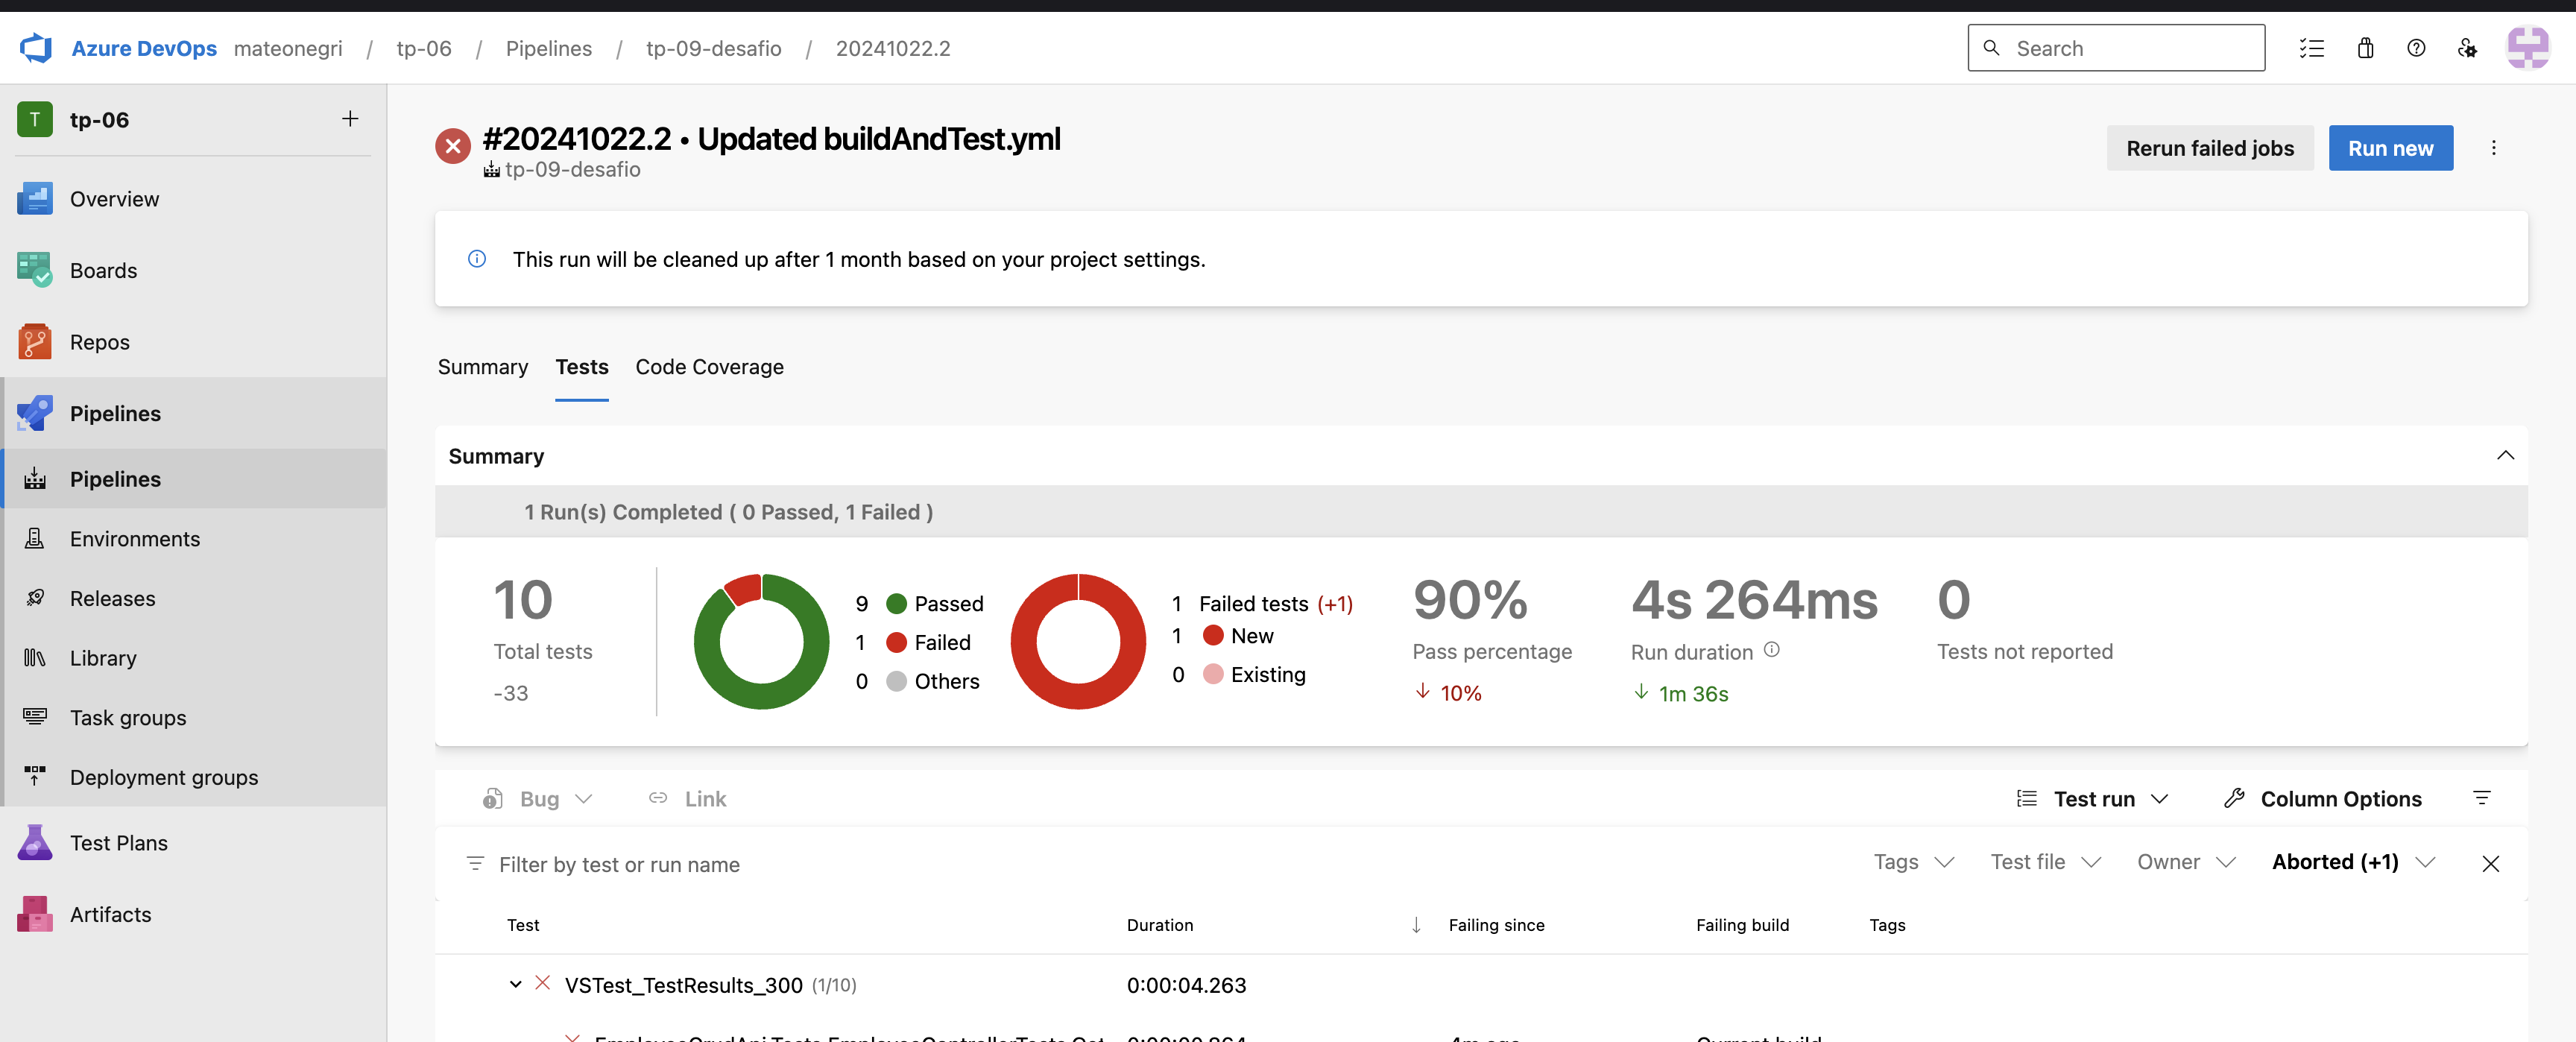 Azure DevOps mateonegri / tp-06 / Pipelines / tp-09-desafio / 20241022.2
Search
T tp-06
Overview
Boards
Repos
Pipelines
Pipelines
Environments
Releases
Library
Task groups
Deployment groups
Test Plans
Artifacts
#20241022.2 • Updated buildAndTest.yml
tp-09-desafio
Rerun failed jobs
Run new
This run will be cleaned up after 1 month based on your project settings.
Summary Tests Code Coverage
Summary
1 Run(s) Completed ( 0 Passed, 1 Failed )
10
Total tests
-33
9 Passed
1 Failed
0 Others
1 Failed tests (+1)
1 New
0 Existing
90%
Pass percentage
10%
4s 264ms
Run duration
1m 36s
0
Tests not reported
Bug Link
Test run Column Options
Filter by test or run name
Tags Test file Owner Aborted (+1)
Test Duration Failing since Failing build Tags
VSTest_TestResults_300 (1/10) 0:00:04.263